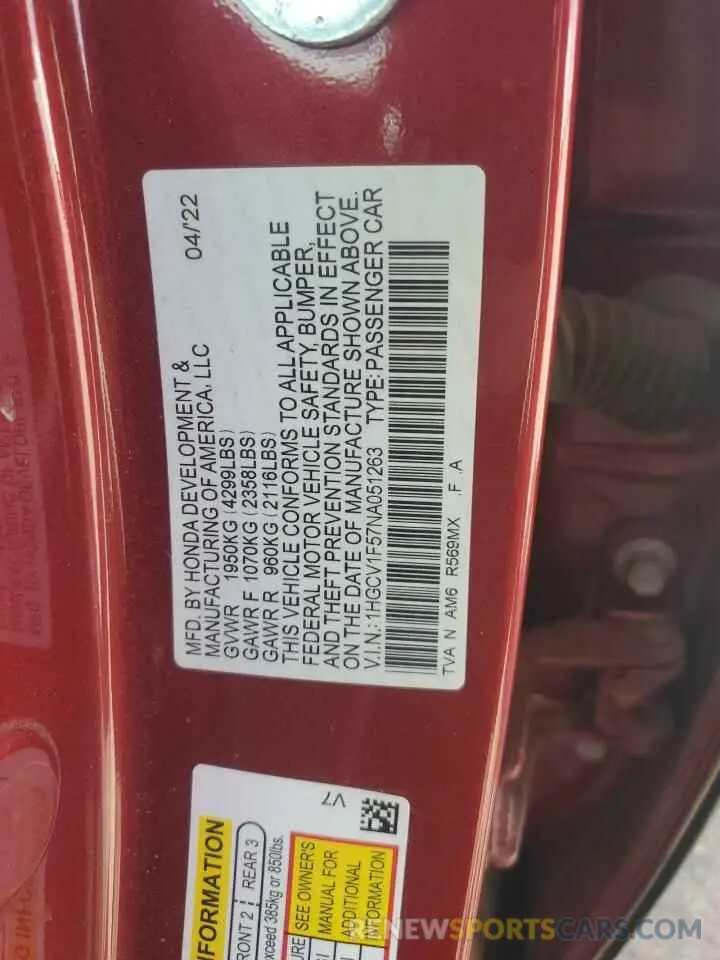 MFD. BY HONDA DEVELOPMENT & 04/'22
MANUFACTURING OF AMERICA, LLC
GVWR 1950KG (4299LBS)
GAWR F 1070KG (2358LBS)
GAWR R 960KG (2116LBS)
THIS VEHICLE CONFORMS TO ALL APPLICABLE
FEDERAL MOTOR VEHICLE SAFETY, BUMPER,
AND THEFT PREVENTION STANDARDS IN EFFECT
ON THE DATE OF MANUFACTURE SHOWN ABOVE.
V.I.N.: 1HGCV1F57NA051263 TYPE: PASSENGER CAR
TVA N AM6 R569MX .F .A
FRONT 2 REAR 3
exceed 385kg or 850lbs.
SEE OWNER'S
MANUAL FOR
ADDITIONAL
INFORMATION
V7
RENEWSPORTSCARS.COM